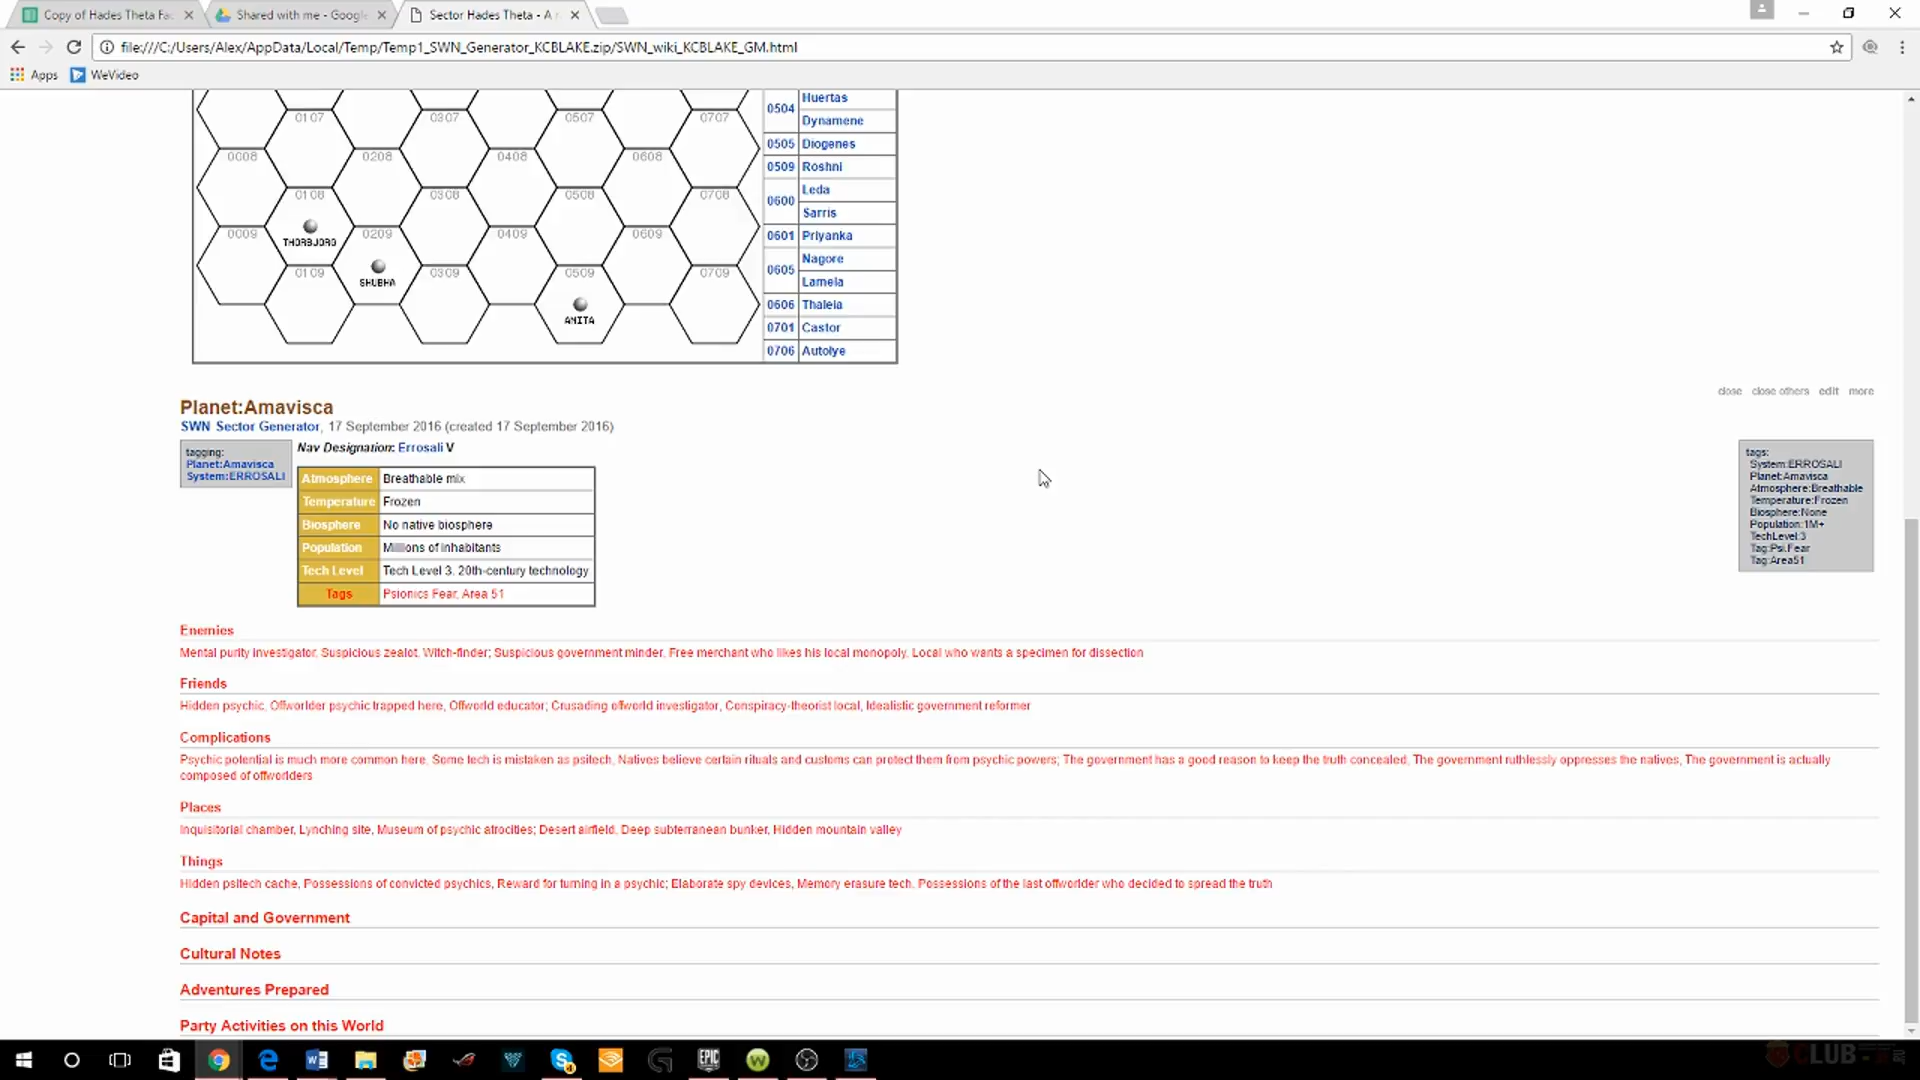 Copy of Hades Theta Fac
Shared with me - Google
Sector Hades Theta - A r
file:///C:/Users/Alex/AppData/Local/Temp/Temp1_SWN_Generator_KCBLAKE.zip/SWN_wiki_KCBLAKE_GM.html
Apps
WeVideo
0107 0307 0507 0707
0008 0208 0408 0608
0108 0308 0508 0708
THORBJORG
0009 0209 0409 0609
SHUBHA
0109 0309 0509 0709
ANITA
0504 Huertas
Dynamene
0505 Diogenes
0509 Roshni
0600 Leda
Sarris
0601 Priyanka
0605 Nagore
Lamela
0606 Thaleia
0701 Castor
0706 Autolye
close close others edit more
Planet:Amavisca
SWN Sector Generator, 17 September 2016 (created 17 September 2016)
tagging:
Planet:Amavisca
System:ERROSALI
Nav Designation: Errosali V
Atmosphere Breathable mix
Temperature Frozen
Biosphere No native biosphere
Population Millions of inhabitants
Tech Level Tech Level 3. 20th-century technology
Tags Psionics Fear, Area 51
tags:
System:ERROSALI
Planet:Amavisca
Atmosphere:Breathable
Temperature:Frozen
Biosphere:None
Population:1M+
TechLevel:3
Tag:Psi.Fear
Tag:Area51
Enemies
Mental purity investigator, Suspicious zealot, Witch-finder; Suspicious government minder, Free merchant who likes his local monopoly, Local who wants a specimen for dissection
Friends
Hidden psychic, Offworlder psychic trapped here, Offworld educator; Crusading offworld investigator, Conspiracy-theorist local, Idealistic government reformer
Complications
Psychic potential is much more common here, Some tech is mistaken as psitech, Natives believe certain rituals and customs can protect them from psychic powers; The government has a good reason to keep the truth concealed, The government ruthlessly oppresses the natives, The government is actually
composed of offworlders
Places
Inquisitorial chamber, Lynching site, Museum of psychic atrocities; Desert airfield, Deep subterranean bunker, Hidden mountain valley
Things
Hidden psitech cache, Possessions of convicted psychics, Reward for turning in a psychic; Elaborate spy devices, Memory erasure tech, Possessions of the last offworlder who decided to spread the truth
Capital and Government
Cultural Notes
Adventures Prepared
Party Activities on this World
EPIC